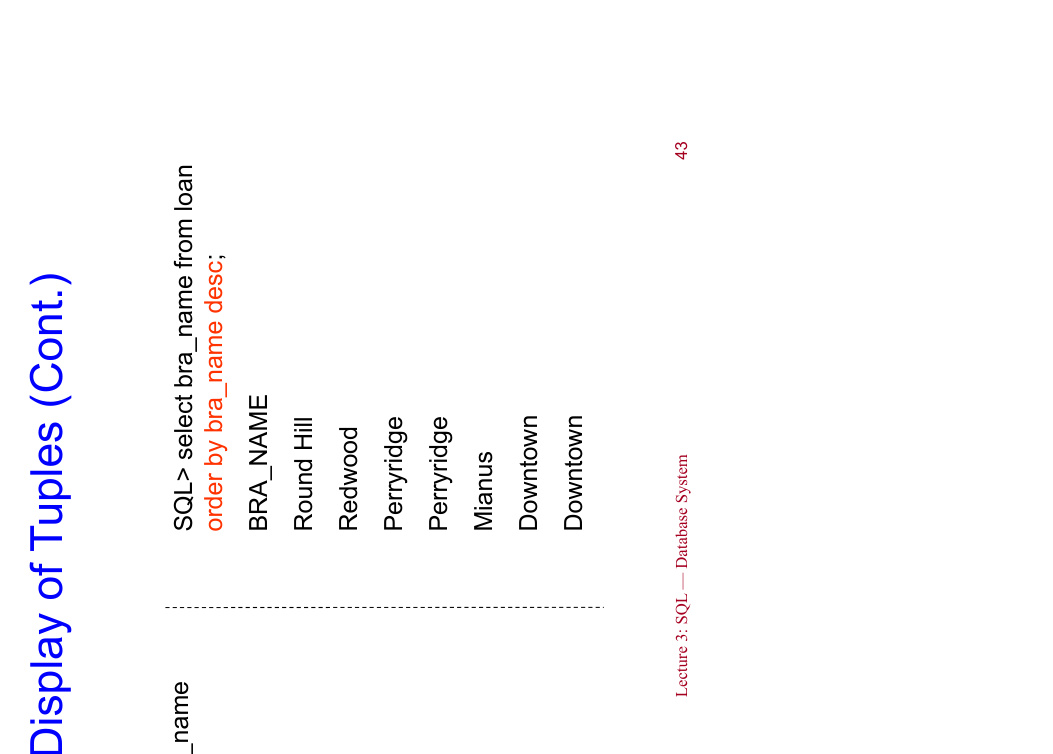 Display of Tuples (Cont.)
_name
SQL> select bra_name from loan
order by bra_name desc;
BRA_NAME
Round Hill
Redwood
Perryridge
Perryridge
Mianus
Downtown
Downtown
Lecture 3: SQL — Database System
43